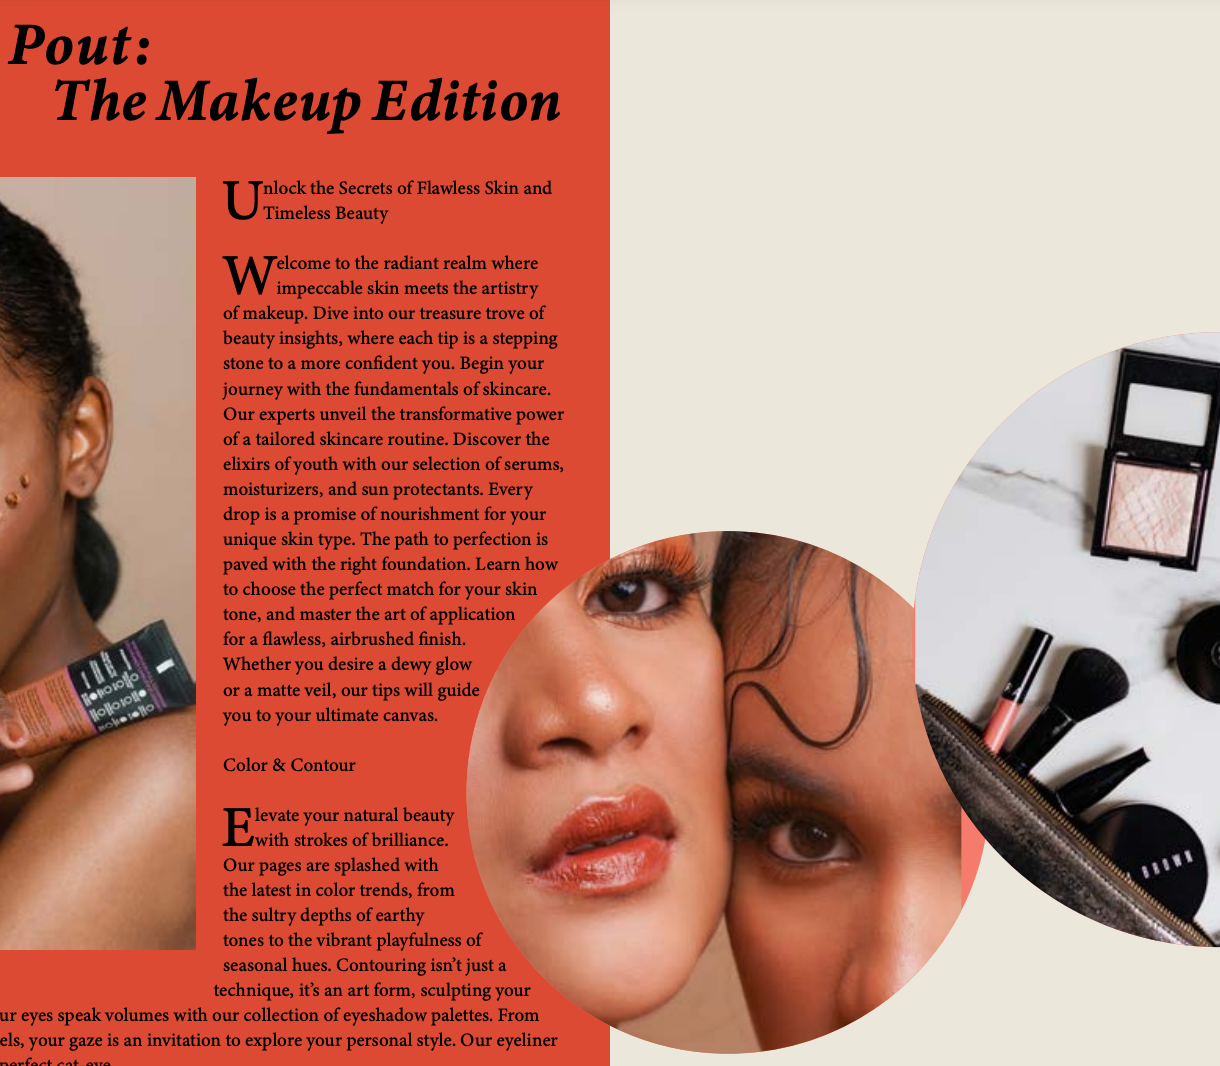 Pout:
The Makeup Edition
Unlock the Secrets of Flawless Skin and
Timeless Beauty
Welcome to the radiant realm where
impeccable skin meets the artistry
of makeup. Dive into our treasure trove of
beauty insights, where each tip is a stepping
stone to a more confident you. Begin your
journey with the fundamentals of skincare.
Our experts unveil the transformative power
of a tailored skincare routine. Discover the
elixirs of youth with our selection of serums,
moisturizers, and sun protectants. Every
drop is a promise of nourishment for your
unique skin type. The path to perfection is
paved with the right foundation. Learn how
to choose the perfect match for your skin
tone, and master the art of application
for a flawless, airbrushed finish.
Whether you desire a dewy glow
or a matte veil, our tips will guide
you to your ultimate canvas.
Color & Contour
Elevate your natural beauty
with strokes of brilliance.
Our pages are splashed with
the latest in color trends, from
the sultry depths of earthy
tones to the vibrant playfulness of
seasonal hues. Contouring isn't just a
technique, it's an art form, sculpting your
ur eyes speak volumes with our collection of eyeshadow palettes. From
els, your gaze is an invitation to explore your personal style. Our eyeliner
perfect cat-eye
BROWN